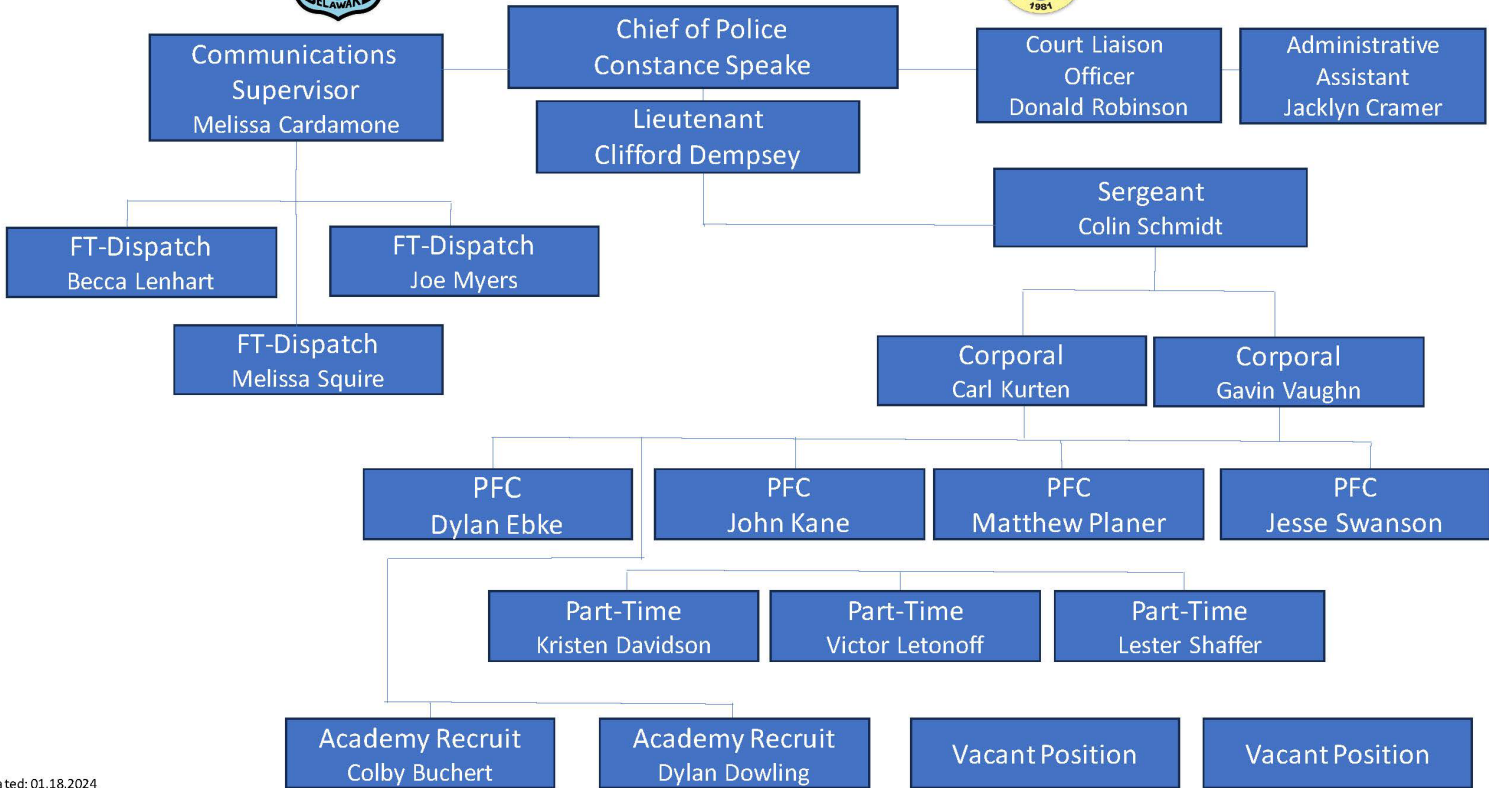 DELAWARE
1981
Chief of Police
Constance Speake
Communications
Supervisor
Melissa Cardamone
Court Liaison
Officer
Donald Robinson
Administrative
Assistant
Jacklyn Cramer
Lieutenant
Clifford Dempsey
Sergeant
Colin Schmidt
FT-Dispatch
Becca Lenhart
FT-Dispatch
Joe Myers
FT-Dispatch
Melissa Squire
Corporal
Carl Kurten
Corporal
Gavin Vaughn
PFC
Dylan Ebke
PFC
John Kane
PFC
Matthew Planer
PFC
Jesse Swanson
Part-Time
Kristen Davidson
Part-Time
Victor Letonoff
Part-Time
Lester Shaffer
Academy Recruit
Colby Buchert
Academy Recruit
Dylan Dowling
Vacant Position
Vacant Position
ated: 01.18.2024